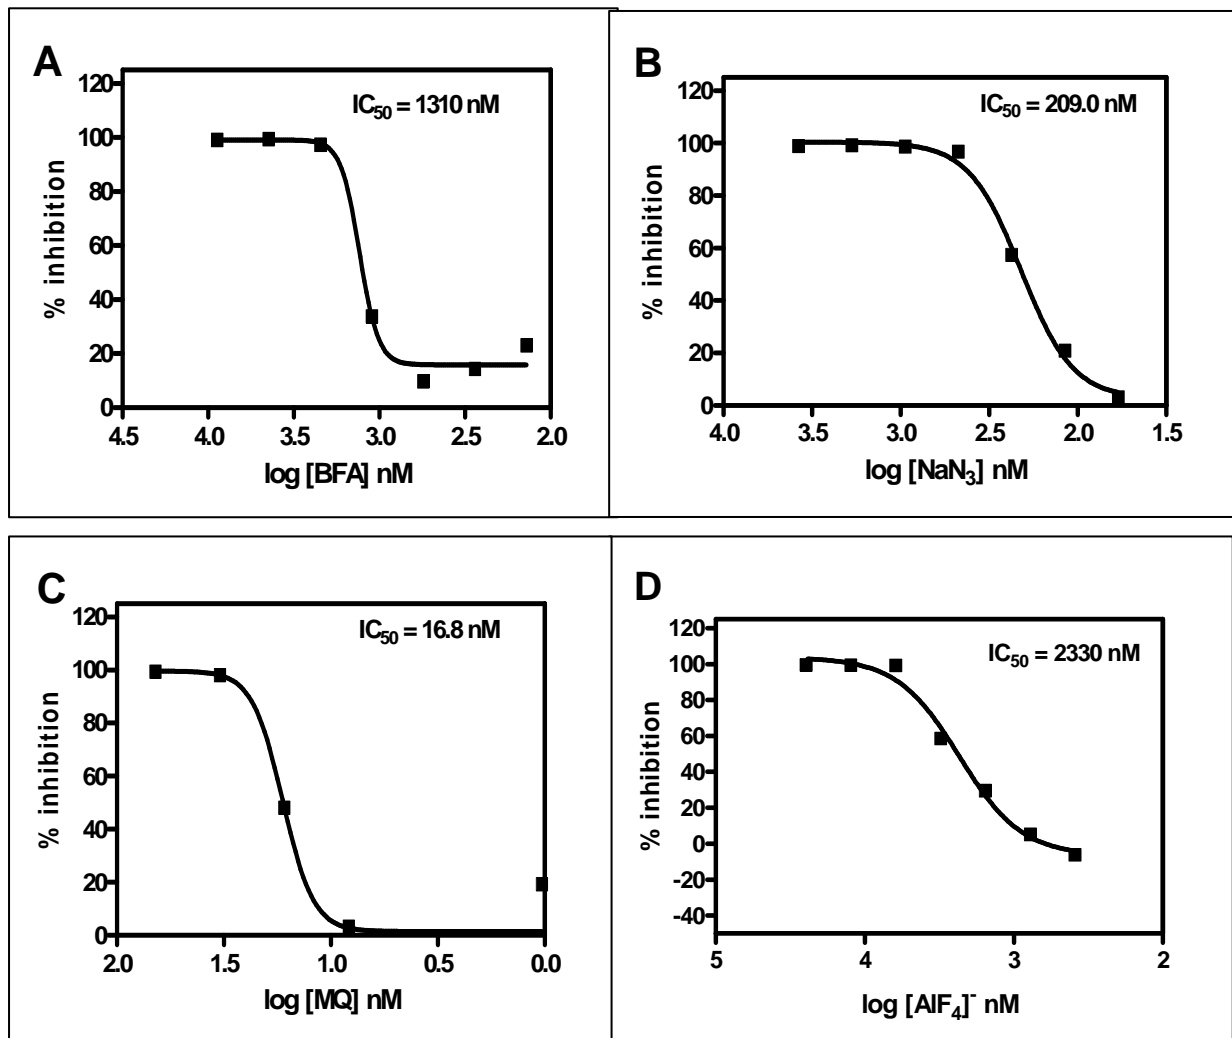 A
IC50 = 1310 nM
% inhibition
120
100
80
60
40
20
0
4.5 4.0 3.5 3.0 2.5 2.0
log [BFA] nM
B
IC50 = 209.0 nM
% inhibition
120
100
80
60
40
20
0
4.0 3.5 3.0 2.5 2.0 1.5
log [NaN3] nM
C
IC50 = 16.8 nM
% inhibition
120
100
80
60
40
20
0
2.0 1.5 1.0 0.5 0.0
log [MQ] nM
D
IC50 = 2330 nM
% inhibition
120
100
80
60
40
20
0
-20
-40
5 4 3 2
log [AlF4]- nM